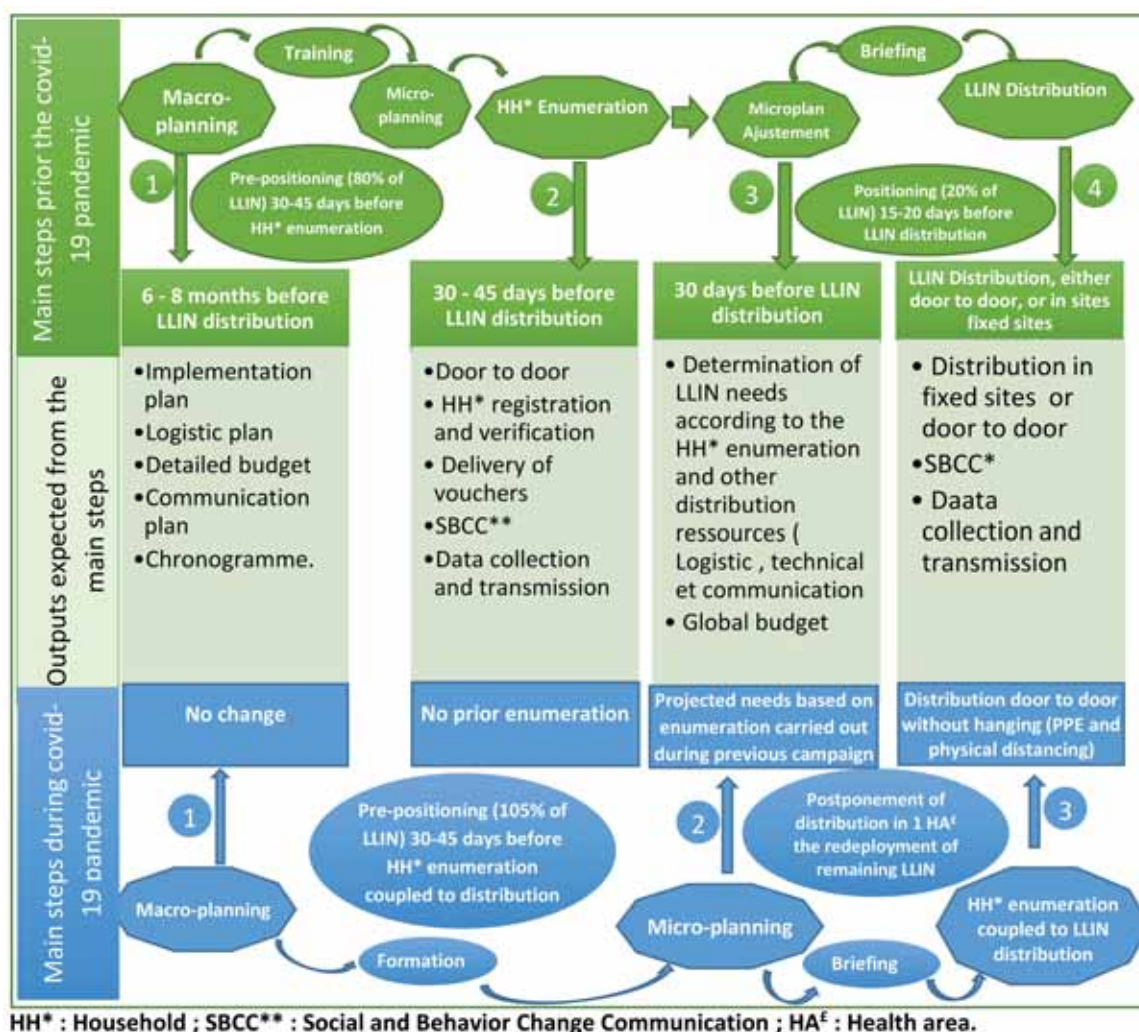 Main steps prior the covid-
19 pandemic
Training
Macro-
planning
Micro-
planning
HH* Enumeration
Microplan
Ajustement
Briefing
LLIN Distribution
1
Pre-positioning (80% of
LLIN) 30-45 days before
HH* enumeration
2
3
Positioning (20% of
LLIN) 15-20 days before
LLIN distribution
4
6 - 8 months before
LLIN distribution
30 - 45 days before
LLIN distribution
30 days before LLIN
distribution
LLIN Distribution, either
door to door, or in sites
fixed sites
Outputs expected from the
main steps
•Implementation
plan
•Logistic plan
•Detailed budget
•Communication
plan
•Chronogramme.
•Door to door
• HH* registration
and verification
• Delivery of
vouchers
•SBCC**
•Data collection
and transmission
• Determination of
LLIN needs
according to the
HH* enumeration
and other
distribution
ressources (
Logistic , technical
et communication
• Global budget
• Distribution in
fixed sites or
door to door
•SBCC*
• Daata
collection and
transmission
Main steps during covid-
19 pandemic
No change
No prior enumeration
Projected needs based on
enumeration carried out
during previous campaign
Distribution door to door
without hanging (PPE and
physical distancing)
1
Pre-positioning (105% of
LLIN) 30-45 days before
HH* enumeration
coupled to distribution
2
Postponement of
distribution in 1 HA£
the redeployment of
remaining LLIN
3
Macro-planning
Formation
Micro-planning
Briefing
HH* enumeration
coupled to LLIN
distribution
HH* : Household ; SBCC** : Social and Behavior Change Communication ; HA£ : Health area.